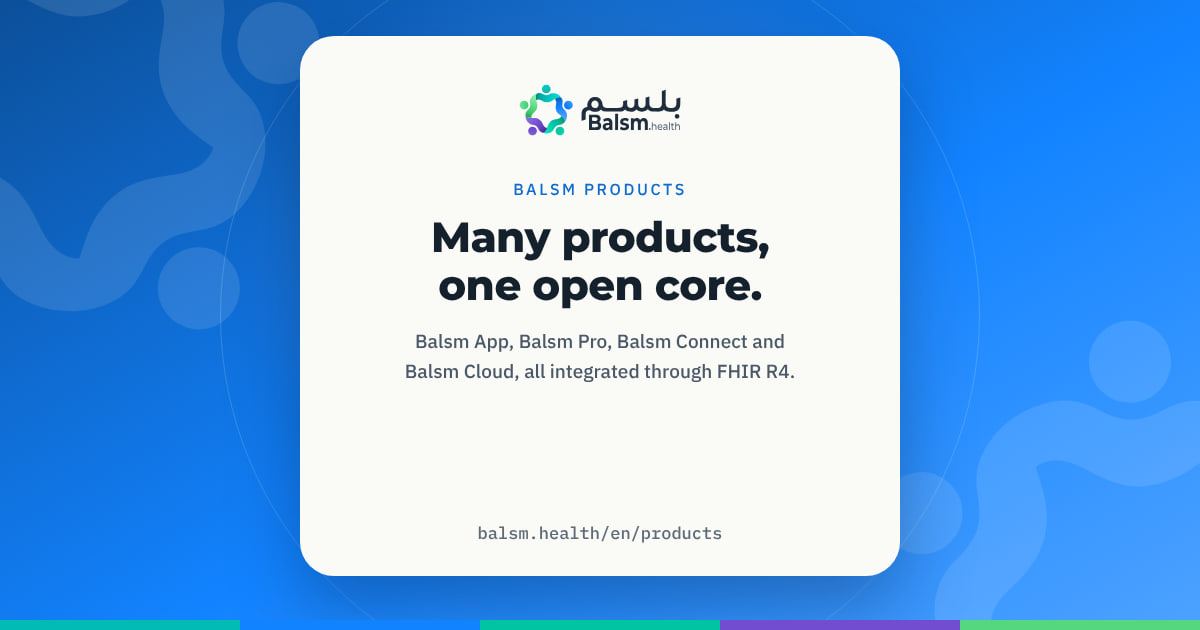 بلسم
Balsm.health
BALSM PRODUCTS
Many products,
one open core.
Balsm App, Balsm Pro, Balsm Connect and
Balsm Cloud, all integrated through FHIR R4.
balsm.health/en/products